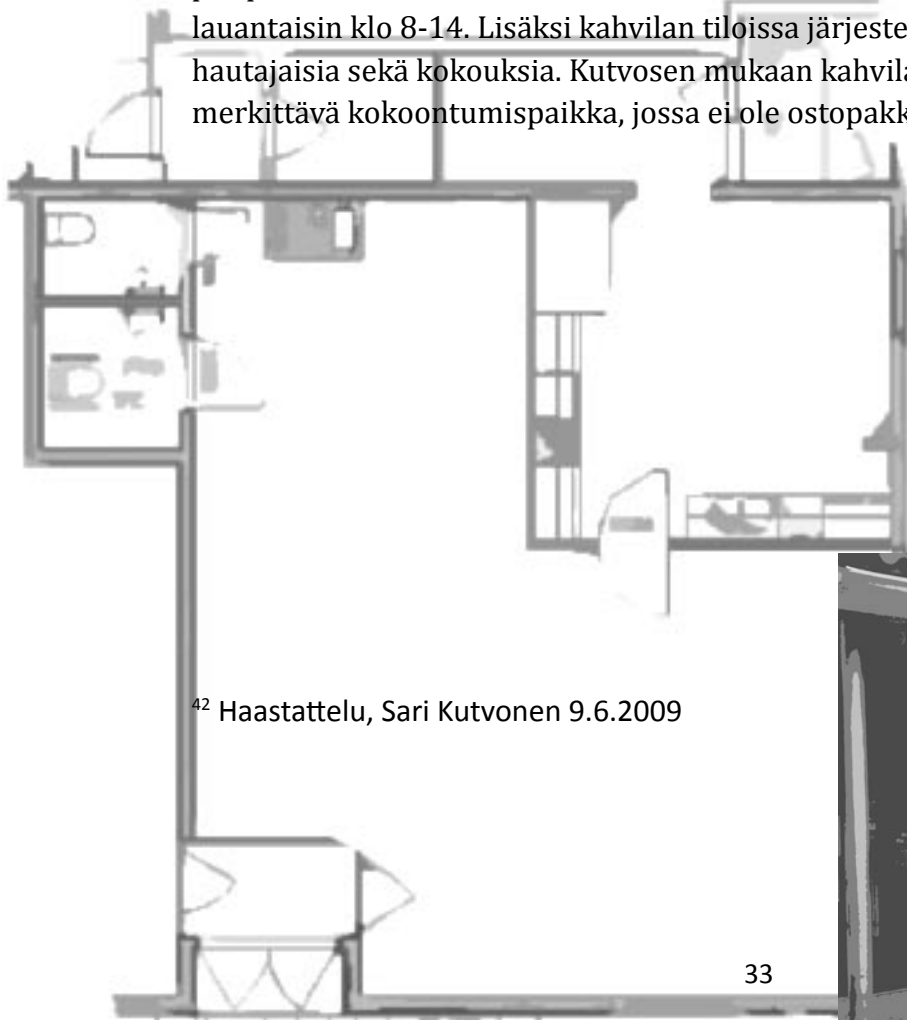 lauantaisin klo 8-14. Lisäksi kahvilan tiloissa järjeste
hautajaisia sekä kokouksia. Kutvosen mukaan kahvila
merkittävä kokoontumispaikka, jossa ei ole ostopakk
42 Haastattelu, Sari Kutvonen 9.6.2009
33